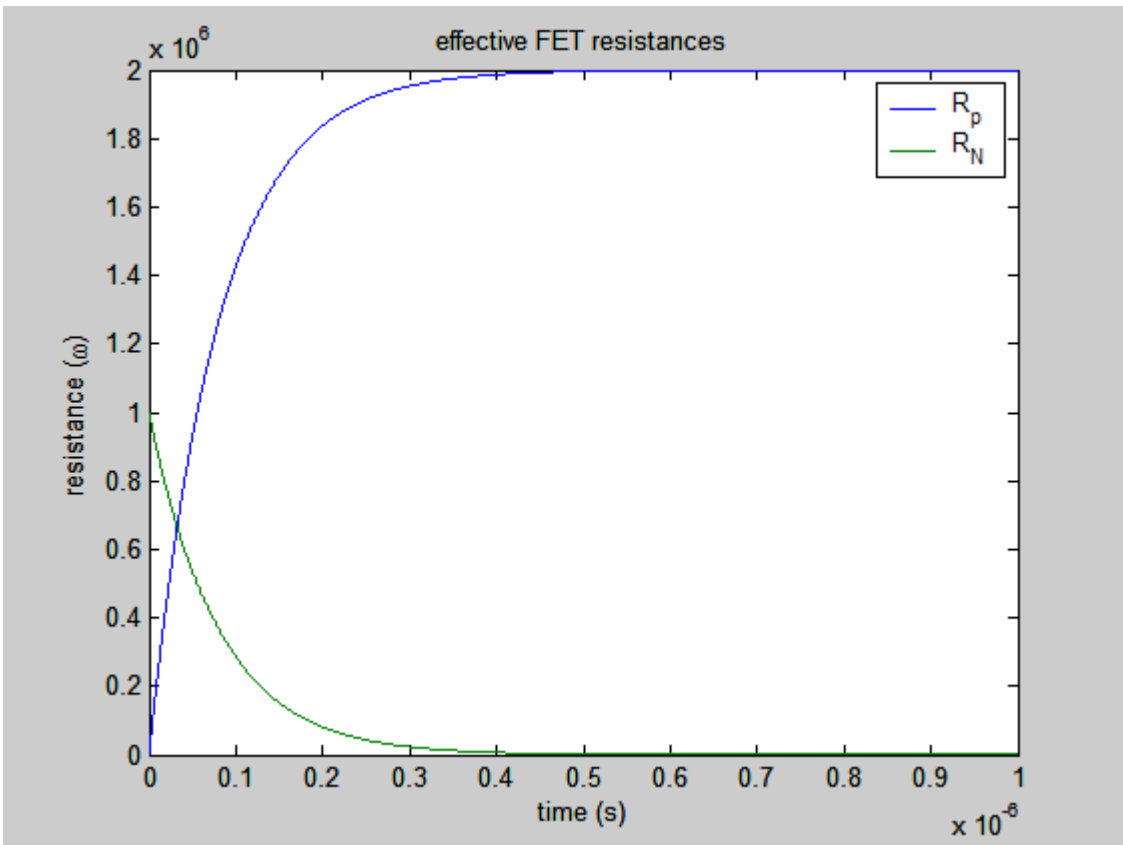 effective FET resistances
x 10^6
2
1.8
1.6
1.4
1.2
1
0.8
0.6
0.4
0.2
0
resistance (ω)
R_p
R_N
0 0.1 0.2 0.3 0.4 0.5 0.6 0.7 0.8 0.9 1
time (s)
x 10^-6